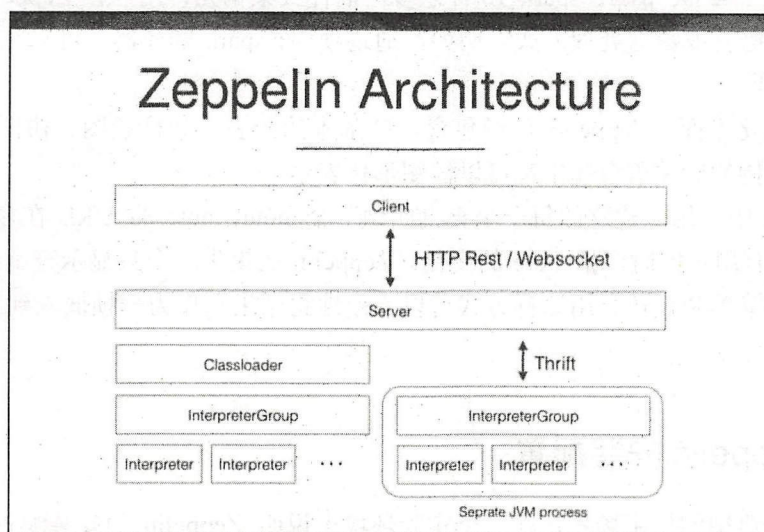 Zeppelin Architecture
Client
HTTP Rest / Websocket
Server
Classloader
Thrift
InterpreterGroup
InterpreterGroup
Interpreter Interpreter ...
Interpreter Interpreter ...
Seprate JVM process